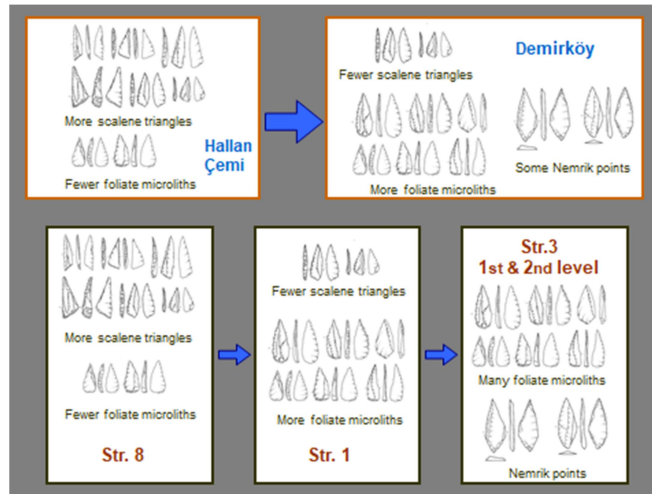 More scalene triangles
Hallan
Çemi
Fewer foliate microliths
Demirköy
Fewer scalene triangles
More foliate microliths
Some Nemrik points
More scalene triangles
Fewer foliate microliths
Str. 8
Fewer scalene triangles
More foliate microliths
Str. 1
Str.3
1st & 2nd level
Many foliate microliths
Nemrik points